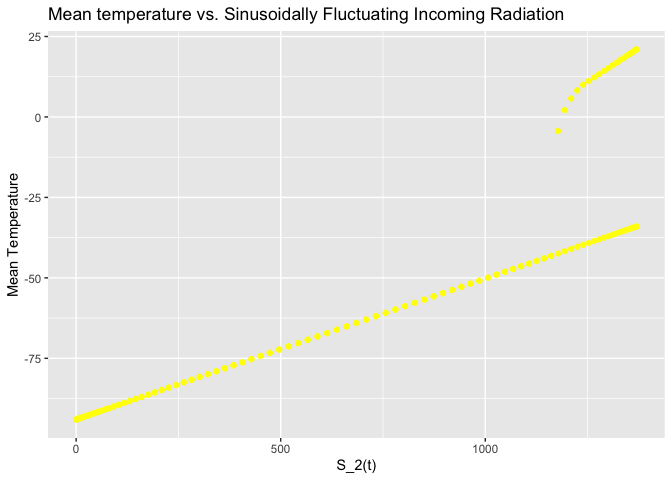 Mean temperature vs. Sinusoidally Fluctuating Incoming Radiation
25
0
-25
-50
-75
Mean Temperature
0 500 1000
S_2(t)